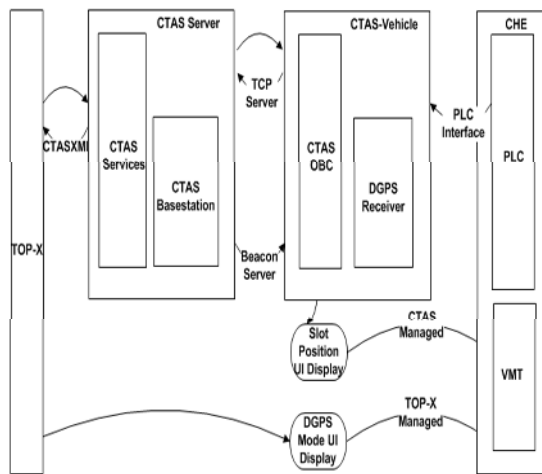 CTAS Server
CTAS-Vehicle
CHE
TCP
Server
PLC
Interface
CTASXML
CTAS
Services
CTAS
Basestation
CTAS
OBC
DGPS
Receiver
PLC
TOP-X
Beacon
Server
Slot
Position
UI Display
CTAS
Managed
VMT
TOP-X
Managed
DGPS
Mode UI
Display